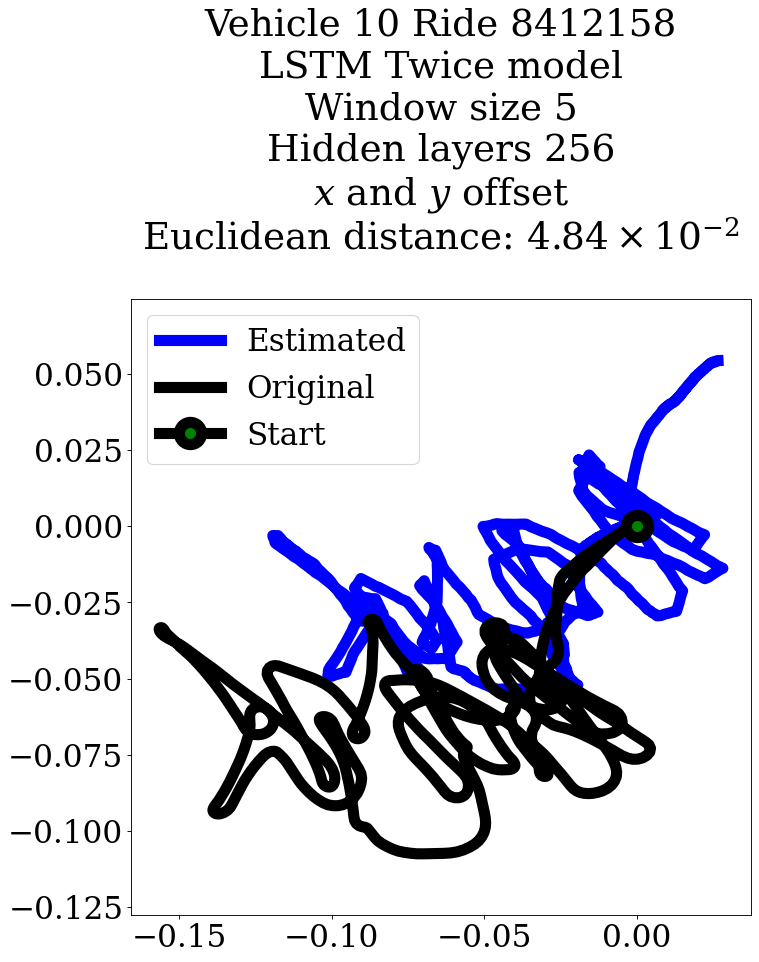 Vehicle 10 Ride 8412158
LSTM Twice model
Window size 5
Hidden layers 256
x and y offset
Euclidean distance: 4.84 × 10⁻²
Estimated
Original
Start
0.050
0.025
0.000
−0.025
−0.050
−0.075
−0.100
−0.125
−0.15 −0.10 −0.05 0.00